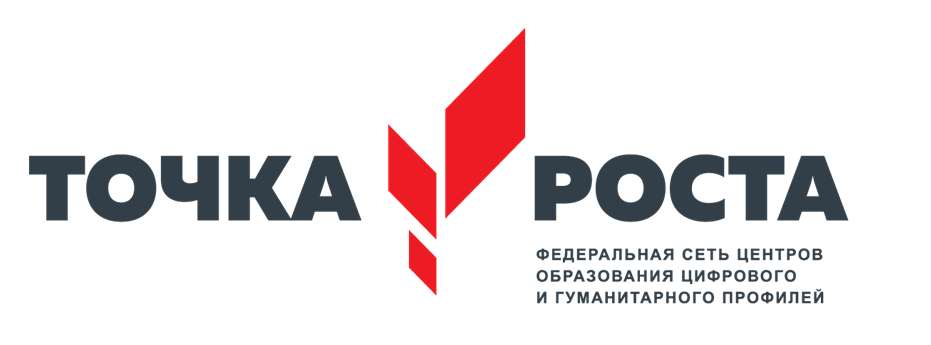 ТОЧКА РОСТА
ФЕДЕРАЛЬНАЯ СЕТЬ ЦЕНТРОВ
ОБРАЗОВАНИЯ ЦИФРОВОГО
И ГУМАНИТАРНОГО ПРОФИЛЕЙ